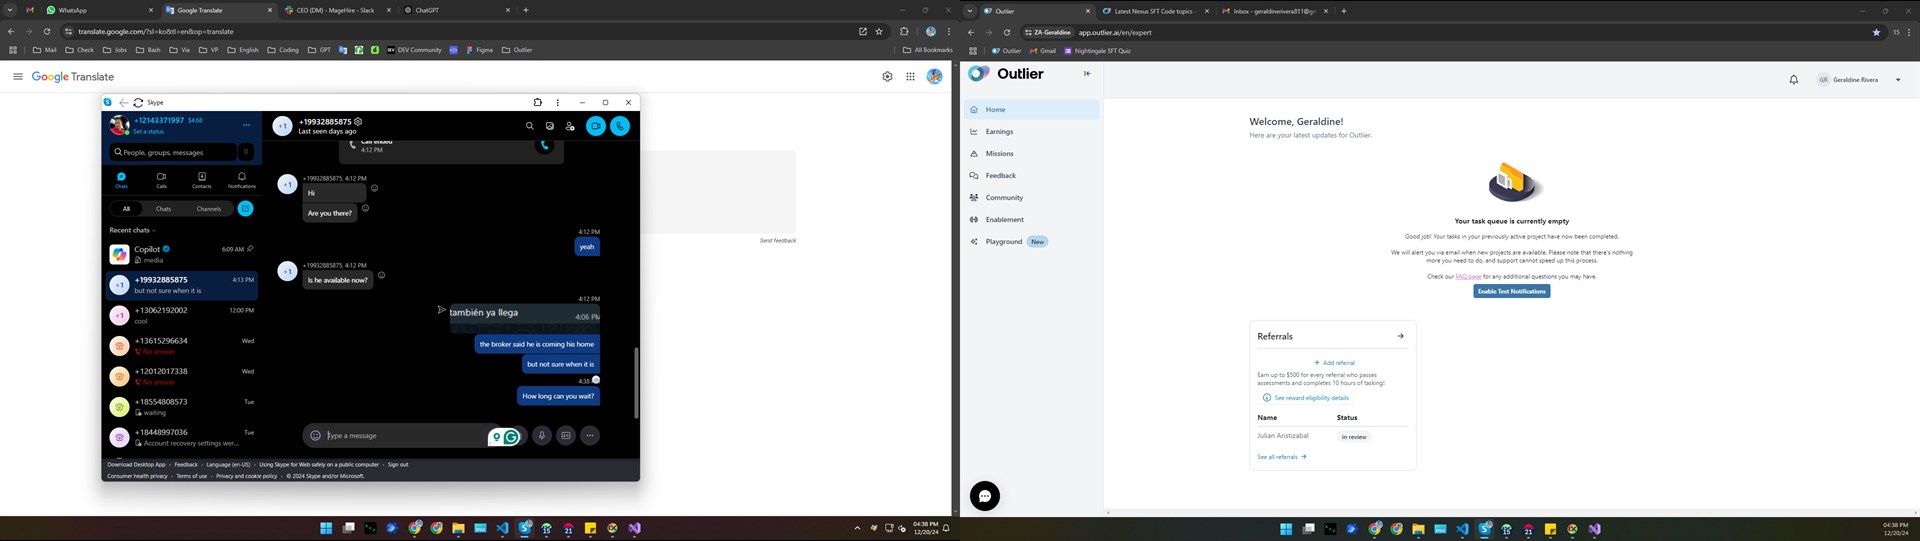 WhatsApp
Google Translate
CEO (DM) - MageHire - Slack
ChatGPT
translate.google.com/?sl=ko&tl=en&op=translate
Mail
Check
Jobs
Bash
Via
VP
English
Coding
GPT
DEV Community
Figma
Outlier
All Bookmarks
Google Translate
Send feedback
Skype
+12143371997
$4.68
Set a status
People, groups, messages
Chats
Calls
Contacts
Notifications
All
Chats
Channels
Recent chats
Copilot
6:09 AM
media
+19932885875
4:13 PM
but not sure when it is
+13062192002
12:00 PM
cool
+13615296634
Wed
No answer
+12012017338
Wed
No answer
+18554808573
Tue
waiting
+18448997036
Tue
Account recovery settings wer...
+19932885875
Last seen days ago
Call ended
4:12 PM
+19932885875, 4:12 PM
Hi
Are you there?
4:12 PM
yeah
+19932885875, 4:12 PM
Is he available now?
4:12 PM
también ya llega
4:06 PM
the broker said he is coming his home
but not sure when it is
4:38
How long can you wait?
Type a message
Download Desktop App
Feedback
Language (en-US)
Using Skype for Web safely on a public computer
Sign out
Consumer health privacy
Terms of use
Privacy and cookie policy
© 2024 Skype and/or Microsoft.
04:38 PM
12/20/24
Outlier
Latest Nexus SFT Code topics
Inbox - geraldinerivera811@g
ZA-Geraldine
app.outlier.ai/en/expert
15
Outlier
Gmail
Nightingale SFT Quiz
Outlier
Home
Earnings
Missions
Feedback
Community
Enablement
Playground
New
GR
Geraldine Rivera
Welcome, Geraldine!
Here are your latest updates for Outlier.
Your task queue is currently empty
Good job! Your tasks in your previously active project have now been completed.
We will alert you via email when new projects are available. Please note that there's nothing
more you need to do, and support cannot speed up this process.
Check our FAQ page for any additional questions you may have.
Enable Text Notifications
Referrals
+ Add referral
Earn up to $500 for every referral who passes
assessments and completes 10 hours of tasking!
See reward eligibility details
Name
Status
Julian Aristizabal
in review
See all referrals
04:38 PM
12/20/24